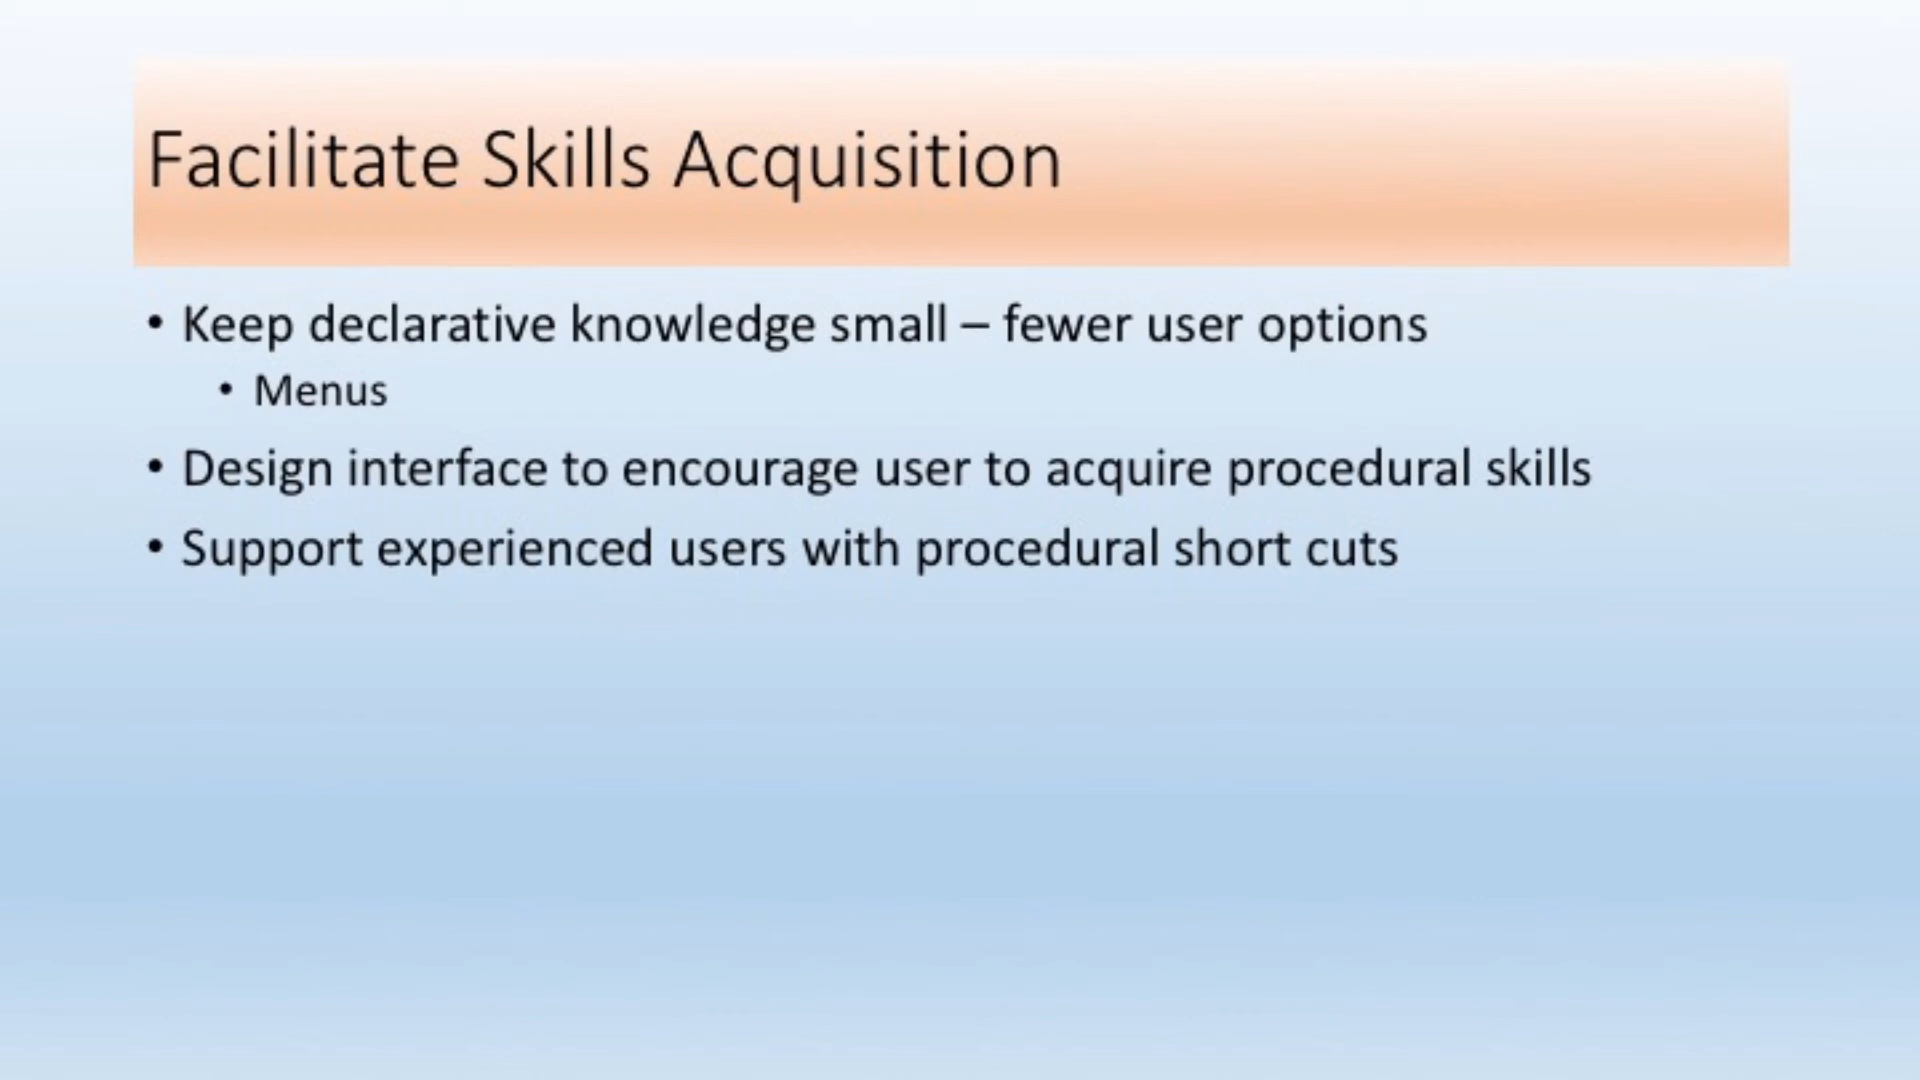 Facilitate Skills Acquisition
• Keep declarative knowledge small – fewer user options
• Menus
• Design interface to encourage user to acquire procedural skills
• Support experienced users with procedural short cuts